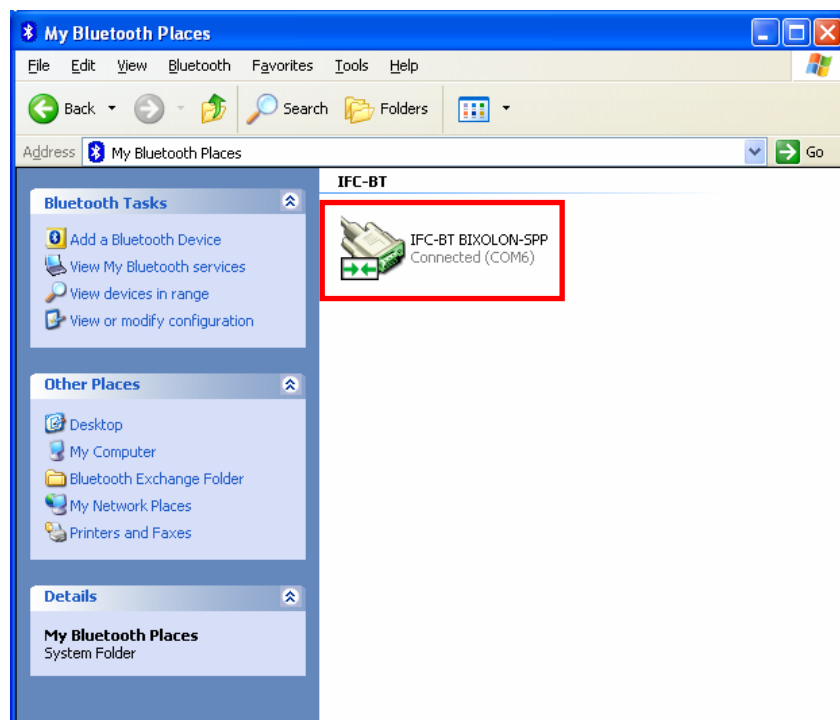 My Bluetooth Places
File Edit View Bluetooth Favorites Tools Help
Back Search Folders
Address My Bluetooth Places Go
Bluetooth Tasks
Add a Bluetooth Device
View My Bluetooth services
View devices in range
View or modify configuration
Other Places
Desktop
My Computer
Bluetooth Exchange Folder
My Network Places
Printers and Faxes
Details
My Bluetooth Places
System Folder
IFC-BT
IFC-BT BIXOLON-SPP
Connected (COM6)